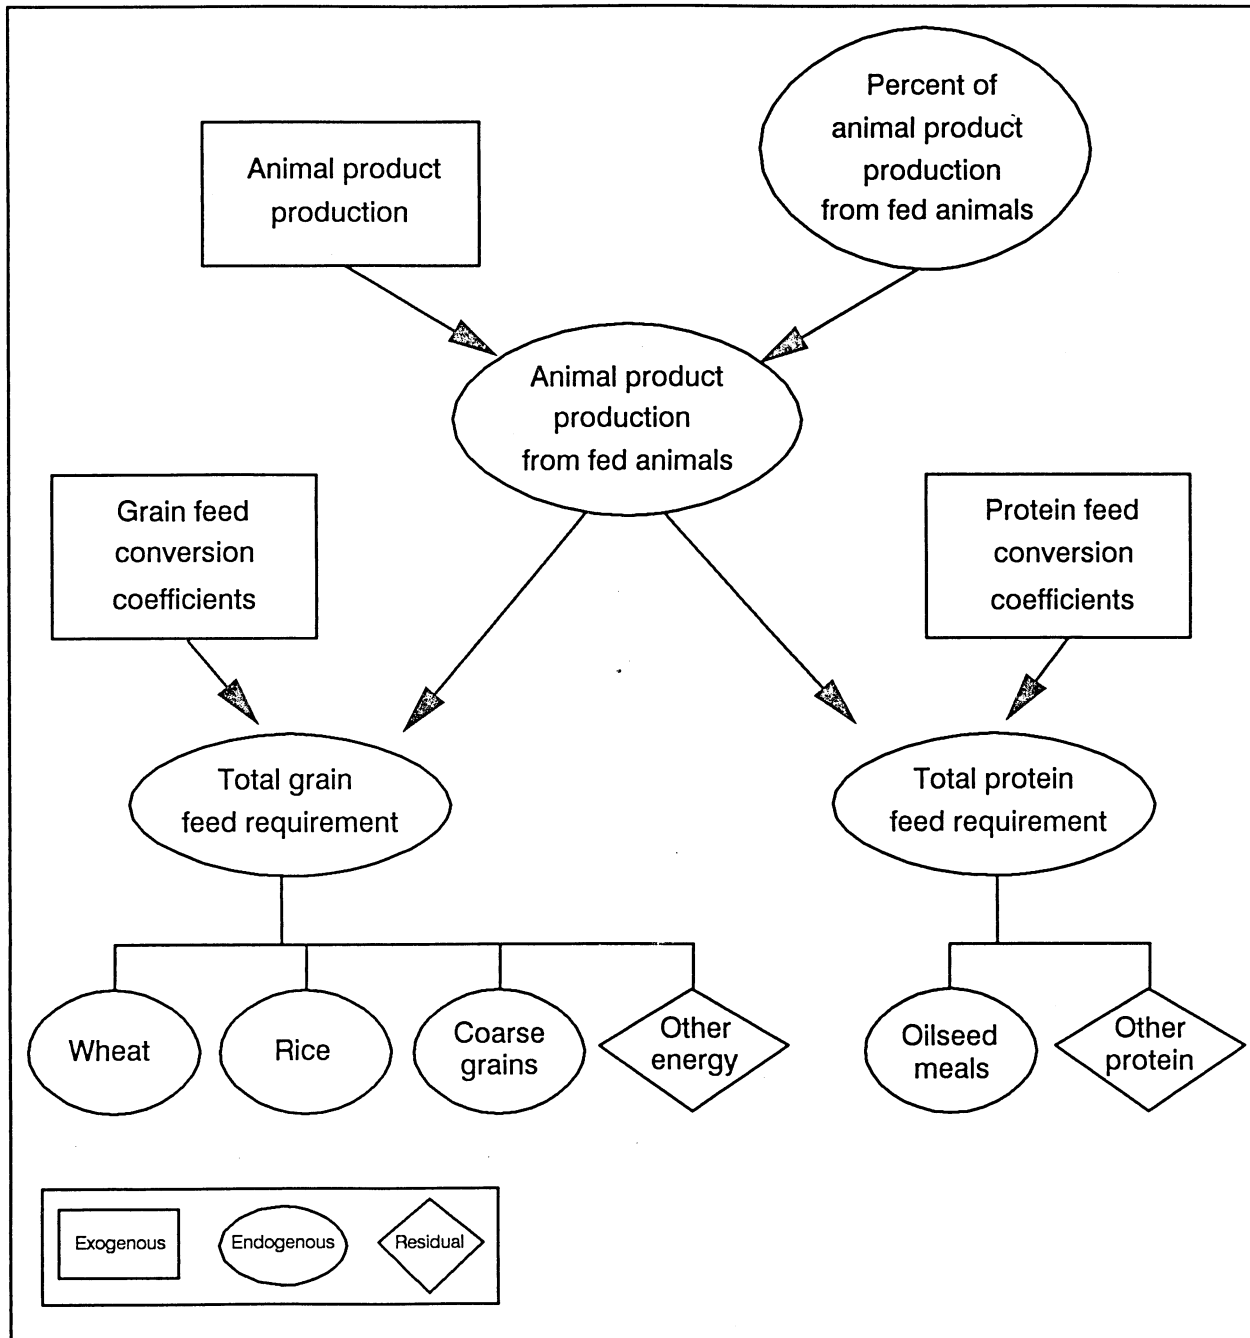 Percent of
animal product
production
from fed animals
Animal product
production
Animal product
production
from fed animals
Grain feed
conversion
coefficients
Protein feed
conversion
coefficients
Total grain
feed requirement
Total protein
feed requirement
Wheat
Rice
Coarse
grains
Other
energy
Oilseed
meals
Other
protein
Exogenous
Endogenous
Residual